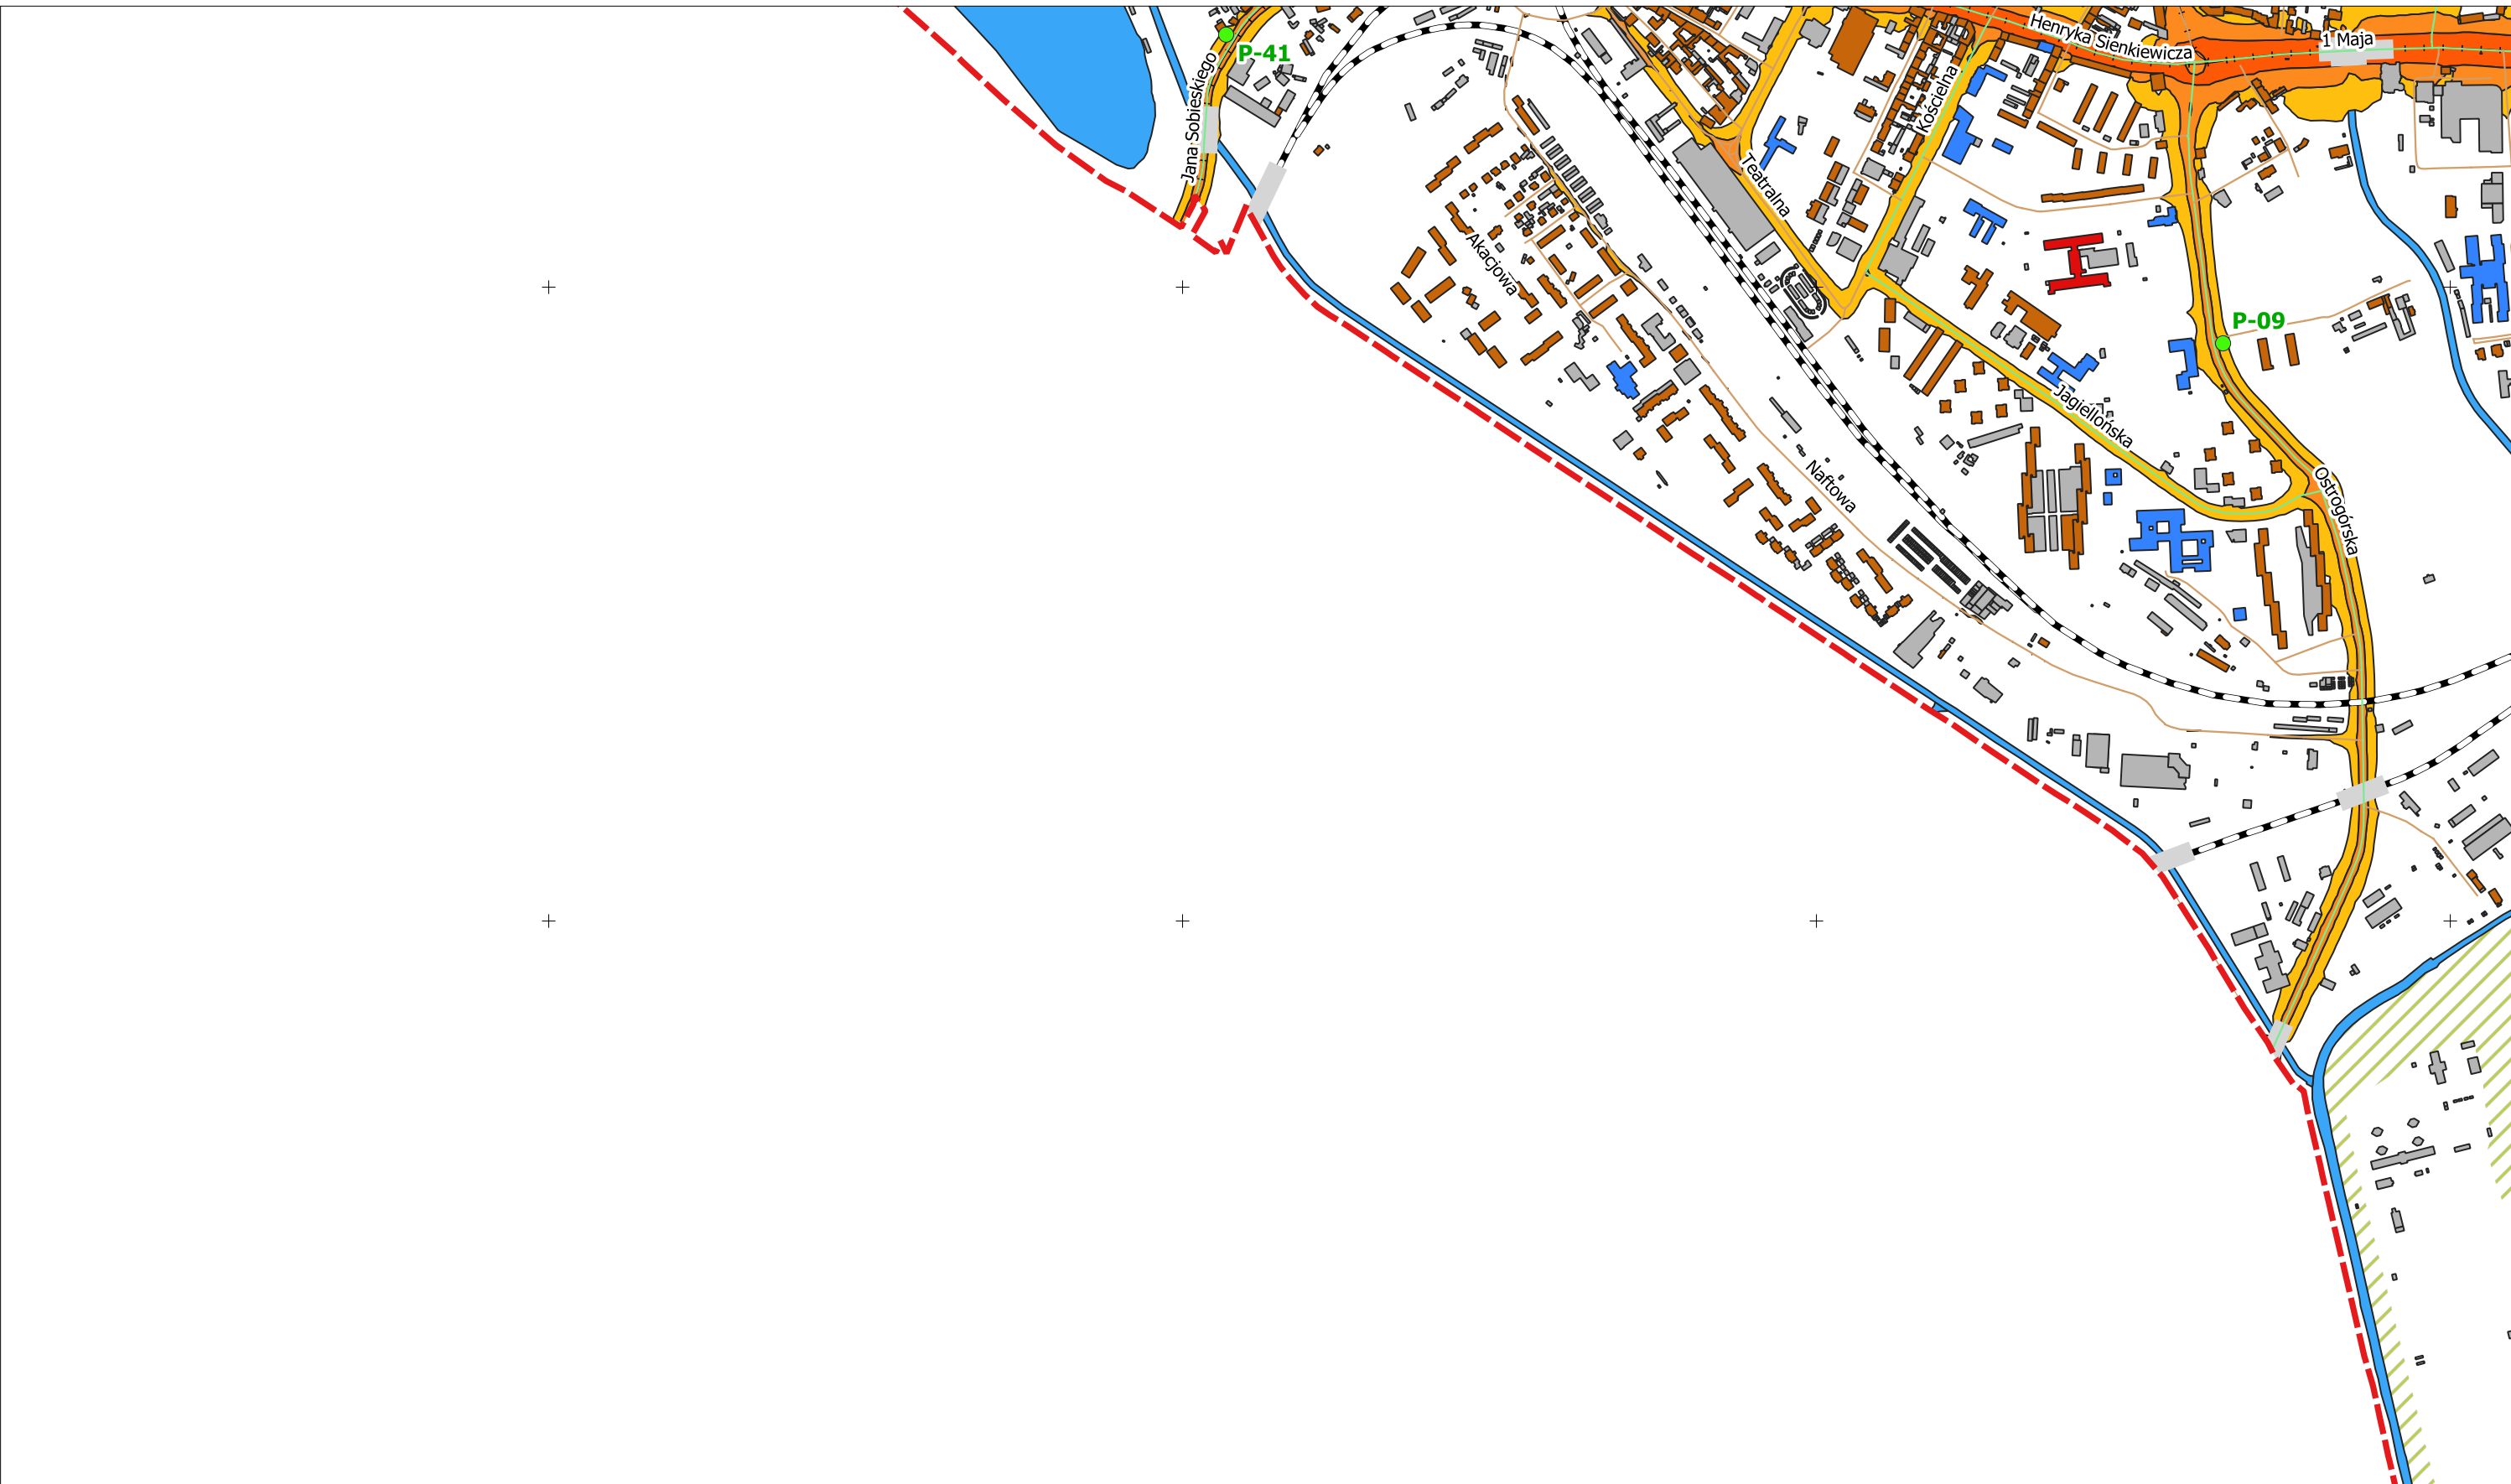 Henryka Sienkiewicza
1 Maja
P-41
Jana Sobieskiego
Kościelna
Teatralna
Akacjowa
P-09
Jagiellońska
Naftowa
Ostrogórska